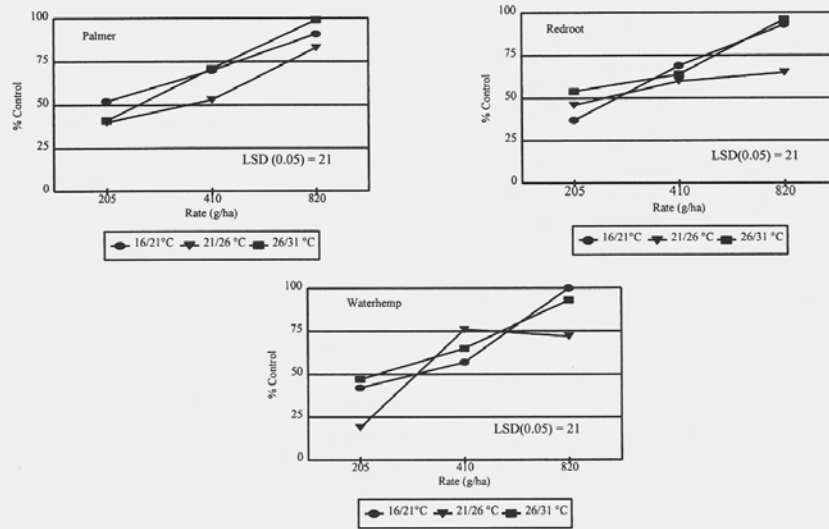 100
Palmer
75
% Control
50
25
LSD (0.05) = 21
0
205 410 820
Rate (g/ha)
16/21°C 21/26 °C 26/31 °C
100
Redroot
75
% Control
50
25
LSD(0.05) = 21
0
205 410 820
Rate (g/ha)
16/21°C 21/26 °C 26/31 °C
100
Waterhemp
75
% Control
50
25
LSD(0.05) = 21
0
205 410 820
Rate (g/ha)
16/21°C 21/26 °C 26/31 °C